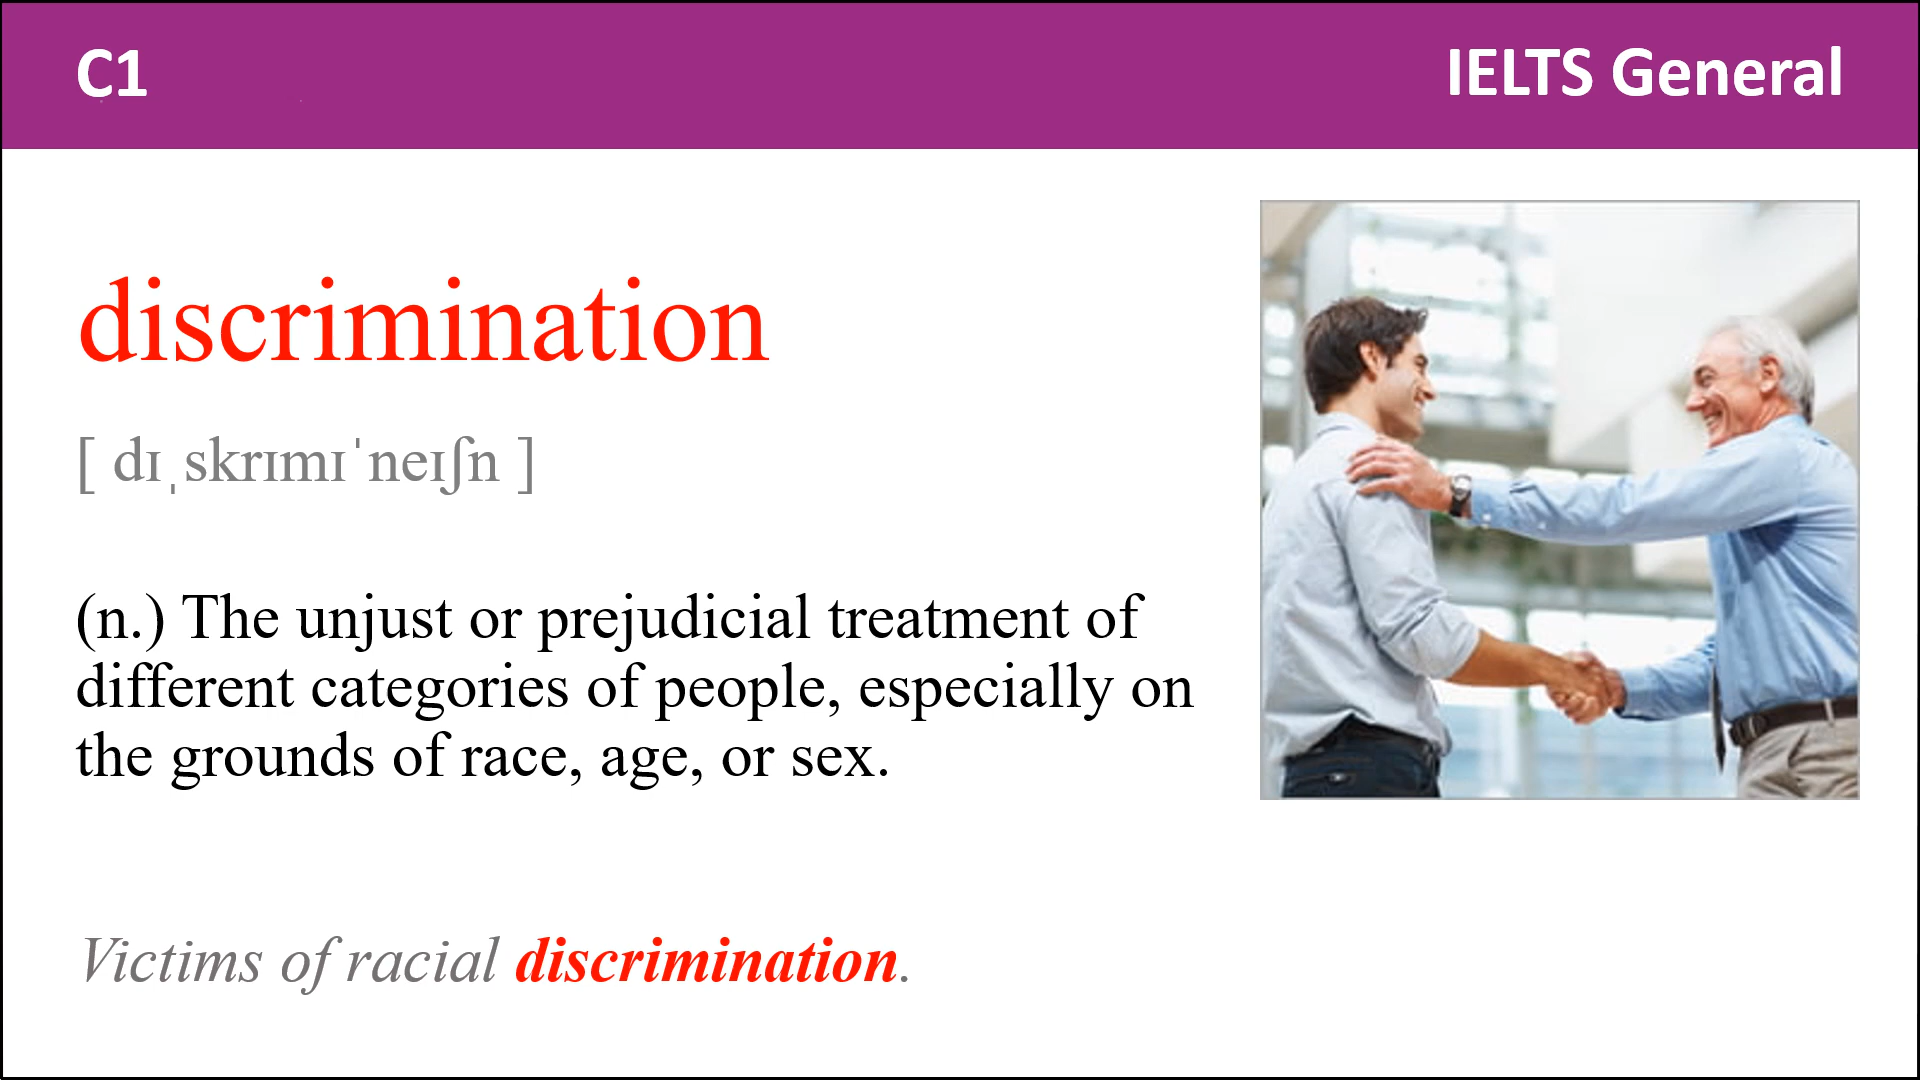 C1
IELTS General
discrimination
[ dɪˌskrɪmɪˈneɪʃn ]
(n.) The unjust or prejudicial treatment of
different categories of people, especially on
the grounds of race, age, or sex.
Victims of racial discrimination.